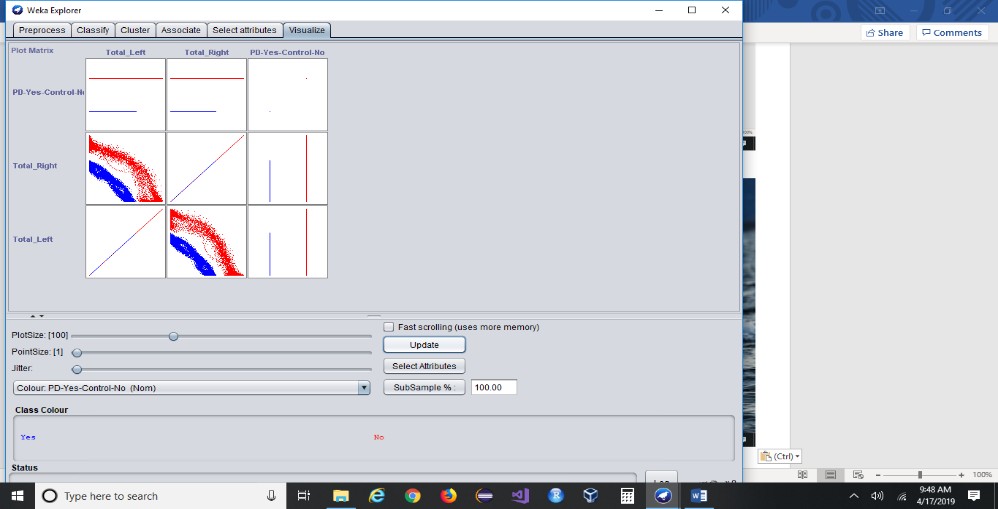 Weka Explorer
Preprocess Classify Cluster Associate Select attributes Visualize
Share Comments
Plot Matrix Total_Left Total_Right PD-Yes-Control-No
PD-Yes-Control-N
Total_Right
Total_Left
PlotSize: [100]
PointSize: [1]
Jitter:
Fast scrolling (uses more memory)
Update
Select Attributes
Colour: PD-Yes-Control-No (Nom)
SubSample % : 100.00
Class Colour
Yes No
(Ctrl)
Status
100%
Type here to search
9:48 AM
4/17/2019